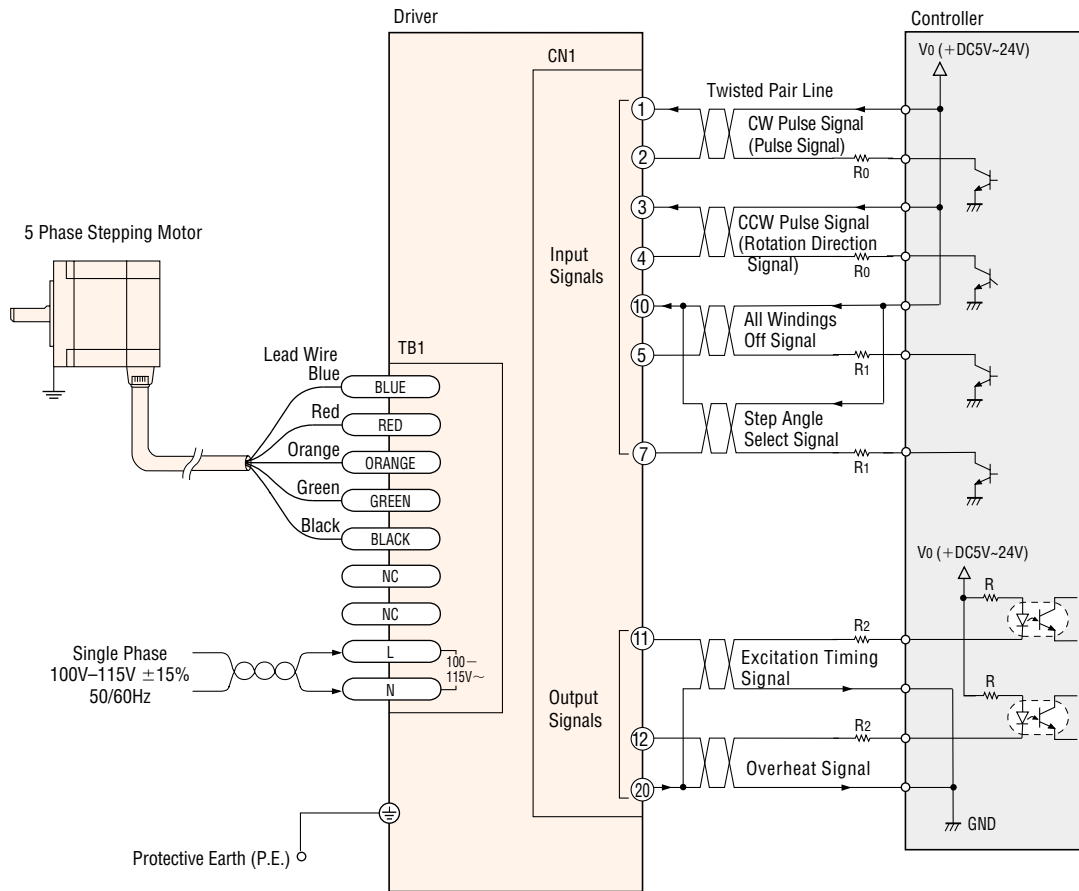 Driver
Controller
CN1
V0 (+DC5V~24V)
Twisted Pair Line
1
CW Pulse Signal
(Pulse Signal)
2
R0
3
CCW Pulse Signal
(Rotation Direction
Signal)
4
R0
5 Phase Stepping Motor
Input
Signals
10
All Windings
Off Signal
5
R1
TB1
Lead Wire
Blue
BLUE
Red
RED
Step Angle
Select Signal
Orange
ORANGE
7
R1
Green
GREEN
Black
BLACK
V0 (+DC5V~24V)
NC
R
NC
11
R2
Single Phase
100V–115V ±15%
50/60Hz
L
100–
115V~
N
Excitation Timing
Signal
R
Output
Signals
12
R2
Overheat Signal
20
GND
Protective Earth (P.E.)